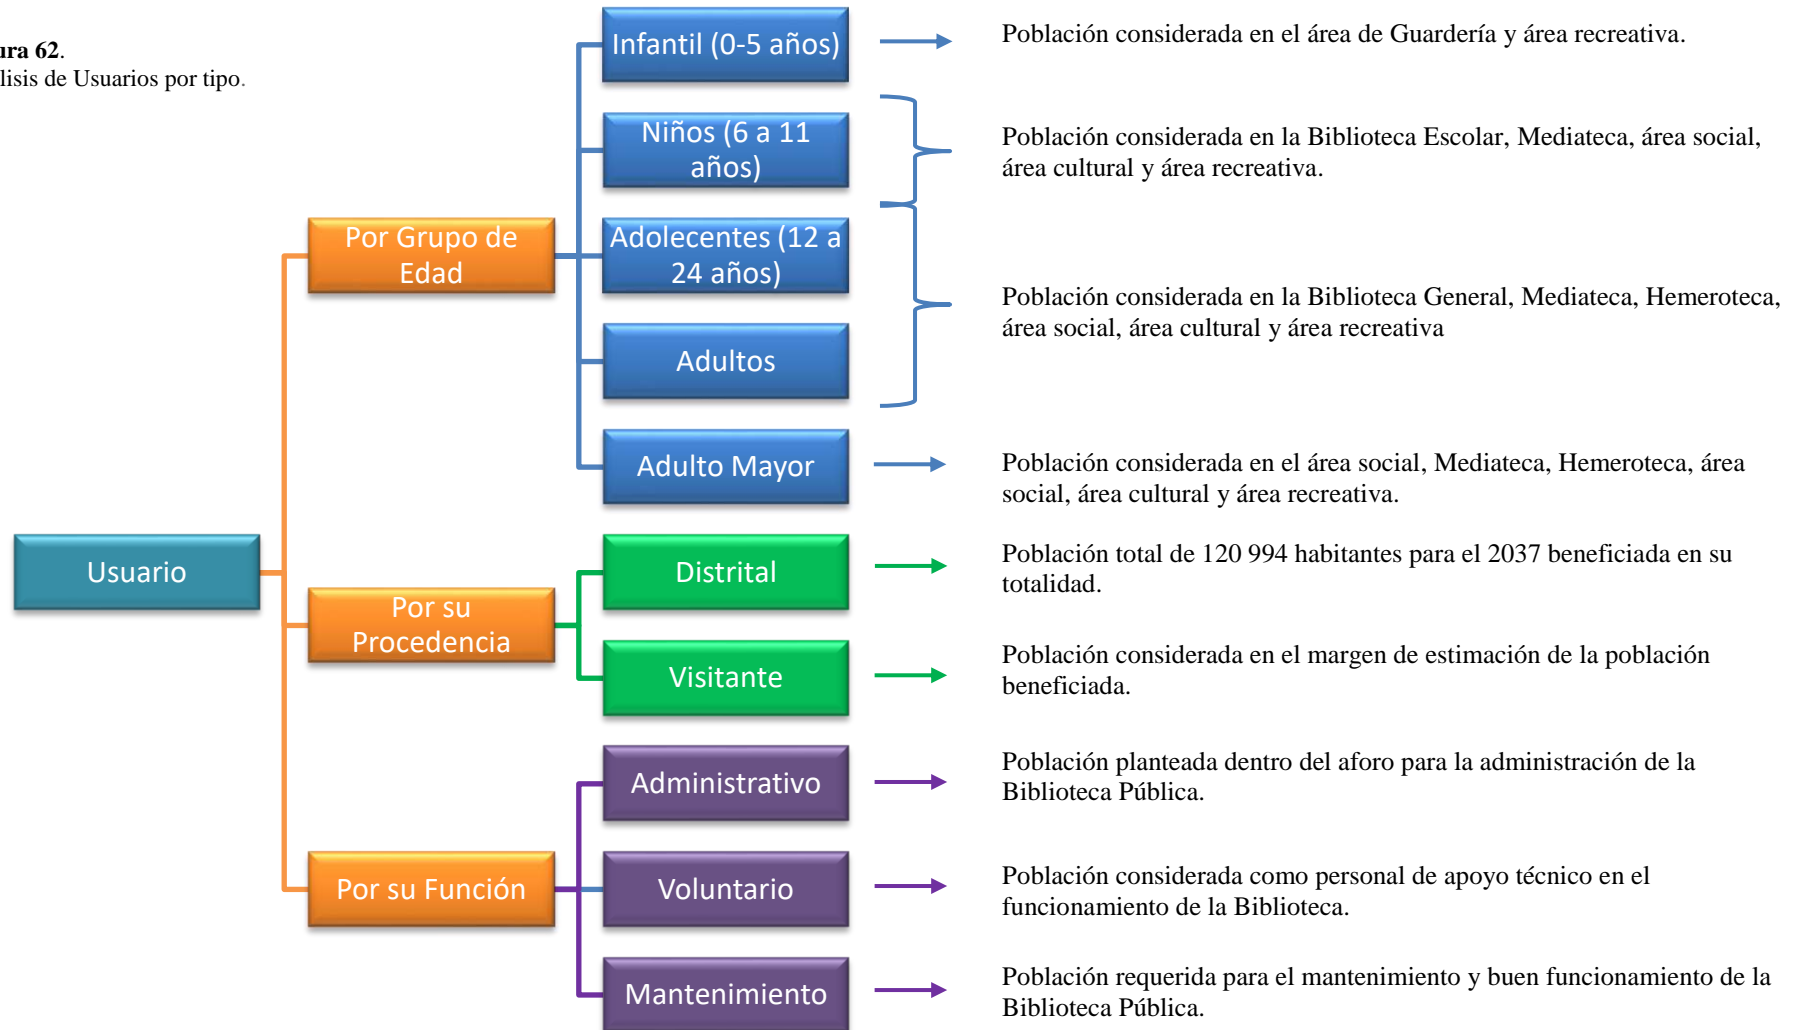 ura 62.
lisis de Usuarios por tipo.
Usuario
Por Grupo de
Edad
Infantil (0-5 años)
Población considerada en el área de Guardería y área recreativa.
Niños (6 a 11
años)
Población considerada en la Biblioteca Escolar, Mediateca, área social,
área cultural y área recreativa.
Adolecentes (12 a
24 años)
Adultos
Población considerada en la Biblioteca General, Mediateca, Hemeroteca,
área social, área cultural y área recreativa
Adulto Mayor
Población considerada en el área social, Mediateca, Hemeroteca, área
social, área cultural y área recreativa.
Por su
Procedencia
Distrital
Población total de 120 994 habitantes para el 2037 beneficiada en su
totalidad.
Visitante
Población considerada en el margen de estimación de la población
beneficiada.
Por su Función
Administrativo
Población planteada dentro del aforo para la administración de la
Biblioteca Pública.
Voluntario
Población considerada como personal de apoyo técnico en el
funcionamiento de la Biblioteca.
Mantenimiento
Población requerida para el mantenimiento y buen funcionamiento de la
Biblioteca Pública.